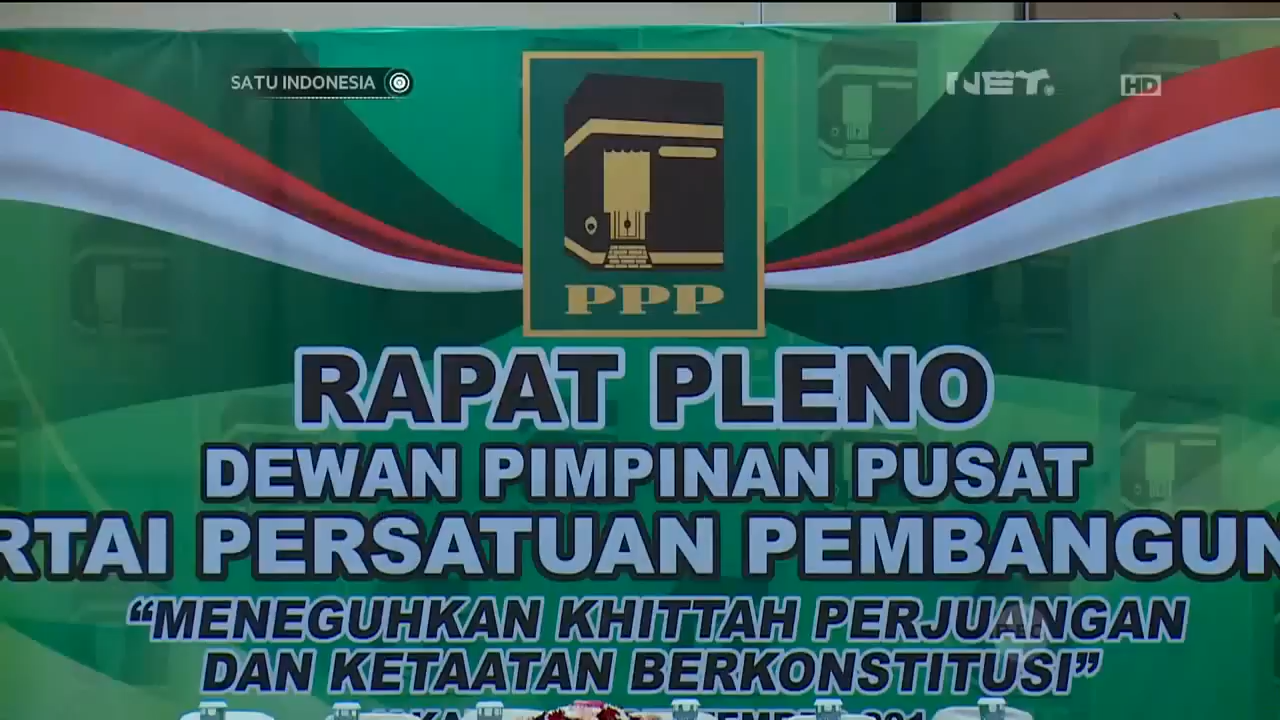 SATU INDONESIA
NET.
HD
PPP
RAPAT PLENO
DEWAN PIMPINAN PUSAT
RTAI PERSATUAN PEMBANGUN
“MENEGUHKAN KHITTAH PERJUANGAN
DAN KETAATAN BERKONSTITUSI”